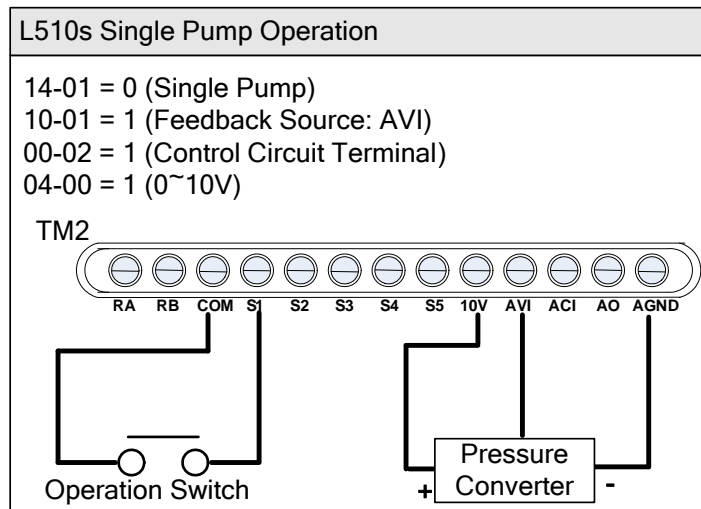 L510s Single Pump Operation
14-01 = 0 (Single Pump)
10-01 = 1 (Feedback Source: AVI)
00-02 = 1 (Control Circuit Terminal)
04-00 = 1 (0~10V)
TM2
RA RB COM S1 S2 S3 S4 S5 10V AVI ACI AO AGND
Pressure
+ Converter -
Operation Switch